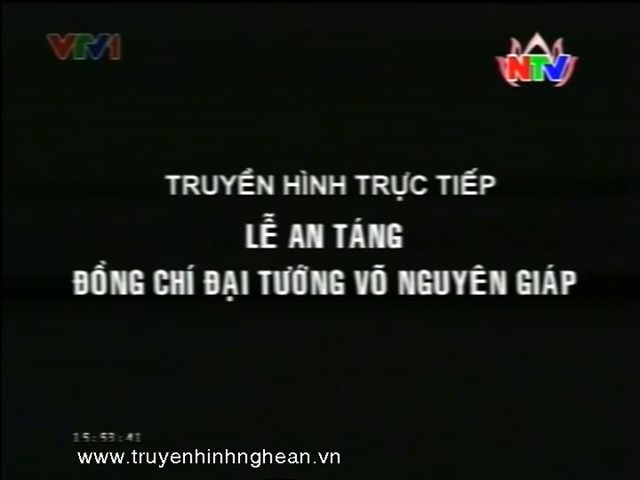 VTV1
NTV
TRUYỀN HÌNH TRỰC TIẾP
LỄ AN TÁNG
ĐỒNG CHÍ ĐẠI TƯỚNG VÕ NGUYÊN GIÁP
15:53:41
www.truyenhinhnghean.vn